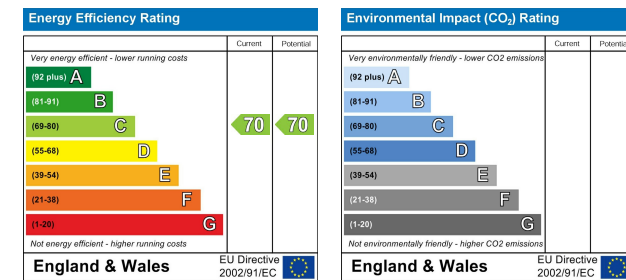 Energy Efficiency Rating
Current Potential
Very energy efficient - lower running costs
(92 plus) A
(81-91) B
(69-80) C 70 70
(55-68) D
(39-54) E
(21-38) F
(1-20) G
Not energy efficient - higher running costs
England & Wales
EU Directive
2002/91/EC
Environmental Impact (CO₂) Rating
Current Potential
Very environmentally friendly - lower CO2 emissions
(92 plus) A
(81-91) B
(69-80) C
(55-68) D
(39-54) E
(21-38) F
(1-20) G
Not environmentally friendly - higher CO2 emissions
England & Wales
EU Directive
2002/91/EC